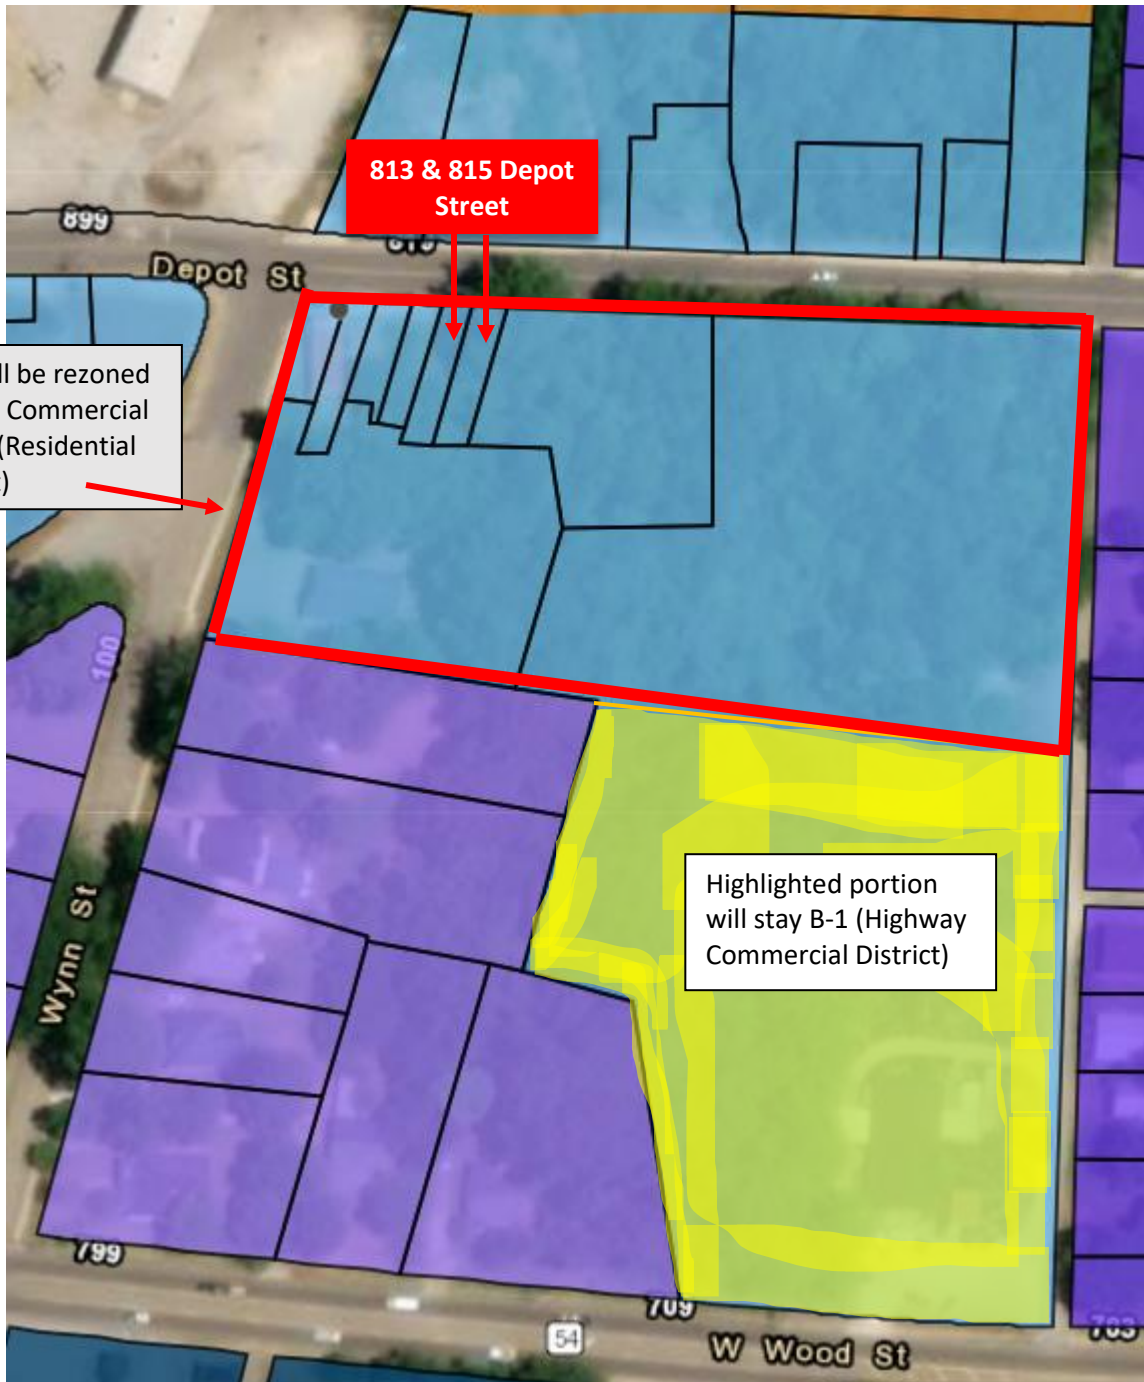 813 & 815 Depot
Street
899
Depot St
ll be rezoned
Commercial
(Residential
)
100
Highlighted portion
will stay B-1 (Highway
Commercial District)
Wynn St
799
709
54
W Wood St
703